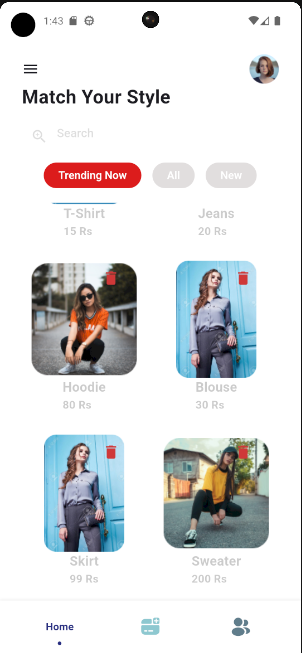 1:43
Match Your Style
Search
Trending Now All New
T-Shirt Jeans
15 Rs 20 Rs
Hoodie Blouse
80 Rs 30 Rs
Skirt Sweater
99 Rs 200 Rs
Home